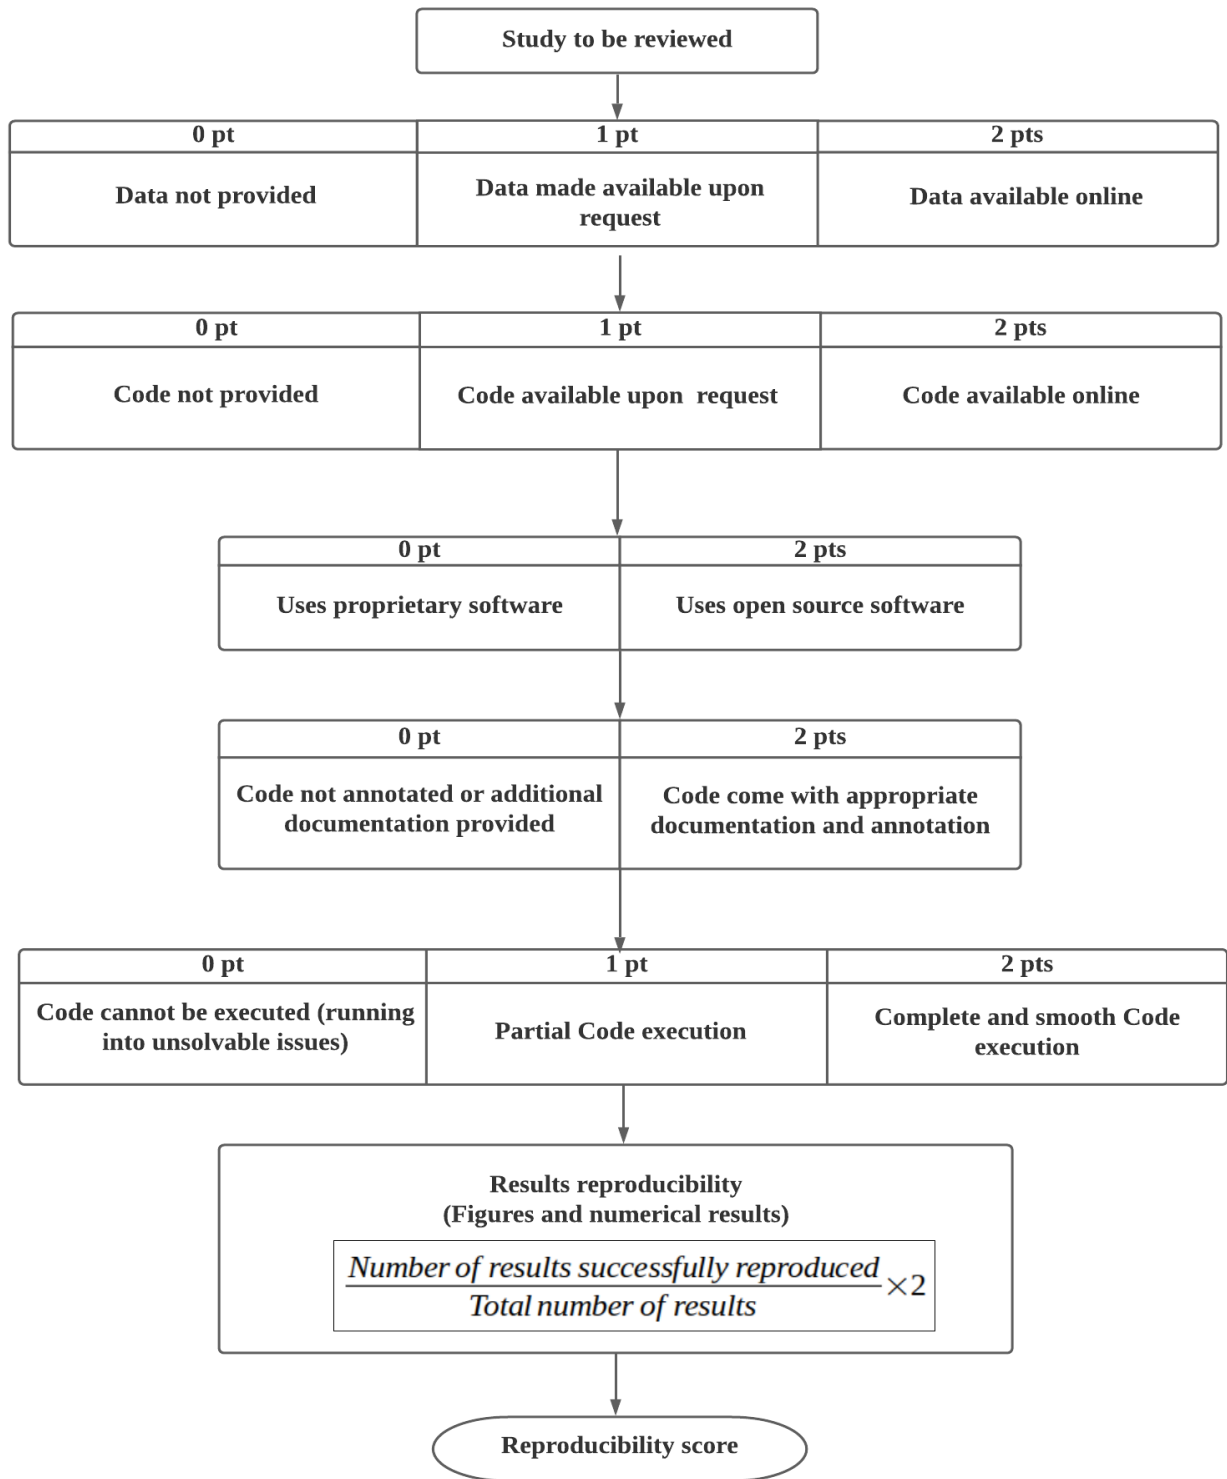 Study to be reviewed
0 pt
1 pt
2 pts
Data not provided
Data made available upon
request
Data available online
0 pt
1 pt
2 pts
Code not provided
Code available upon  request
Code available online
0 pt
2 pts
Uses proprietary software
Uses open source software
0 pt
2 pts
Code not annotated or additional
documentation provided
Code come with appropriate
documentation and annotation
0 pt
1 pt
2 pts
Code cannot be executed (running
into unsolvable issues)
Partial Code execution
Complete and smooth Code
execution
Results reproducibility
(Figures and numerical results)
Number of results successfully reproduced
Total number of results
×2
Reproducibility score